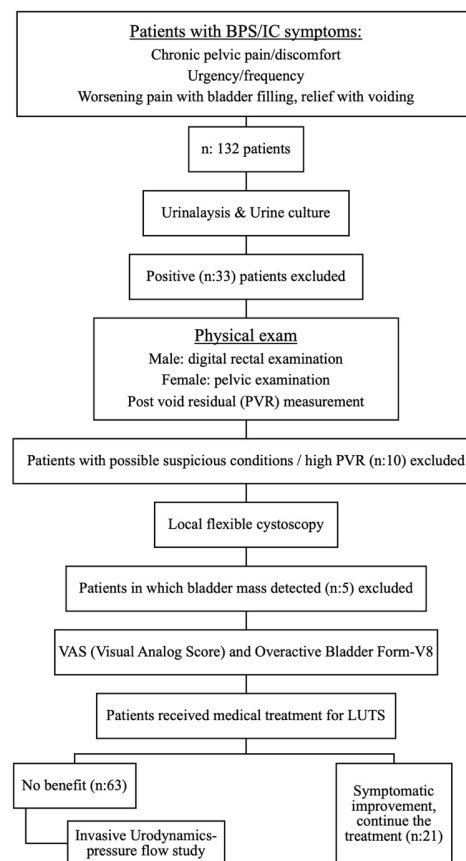 Patients with BPS/IC symptoms:
Chronic pelvic pain/discomfort
Urgency/frequency
Worsening pain with bladder filling, relief with voiding
n: 132 patients
Urinalaysis & Urine culture
Positive (n:33) patients excluded
Physical exam
Male: digital rectal examination
Female: pelvic examination
Post void residual (PVR) measurement
Patients with possible suspicious conditions / high PVR (n:10) excluded
Local flexible cystoscopy
Patients in which bladder mass detected (n:5) excluded
VAS (Visual Analog Score) and Overactive Bladder Form-V8
Patients received medical treatment for LUTS
No benefit (n:63)
Invasive Urodynamics-
pressure flow study
Symptomatic
improvement,
continue the
treatment (n:21)